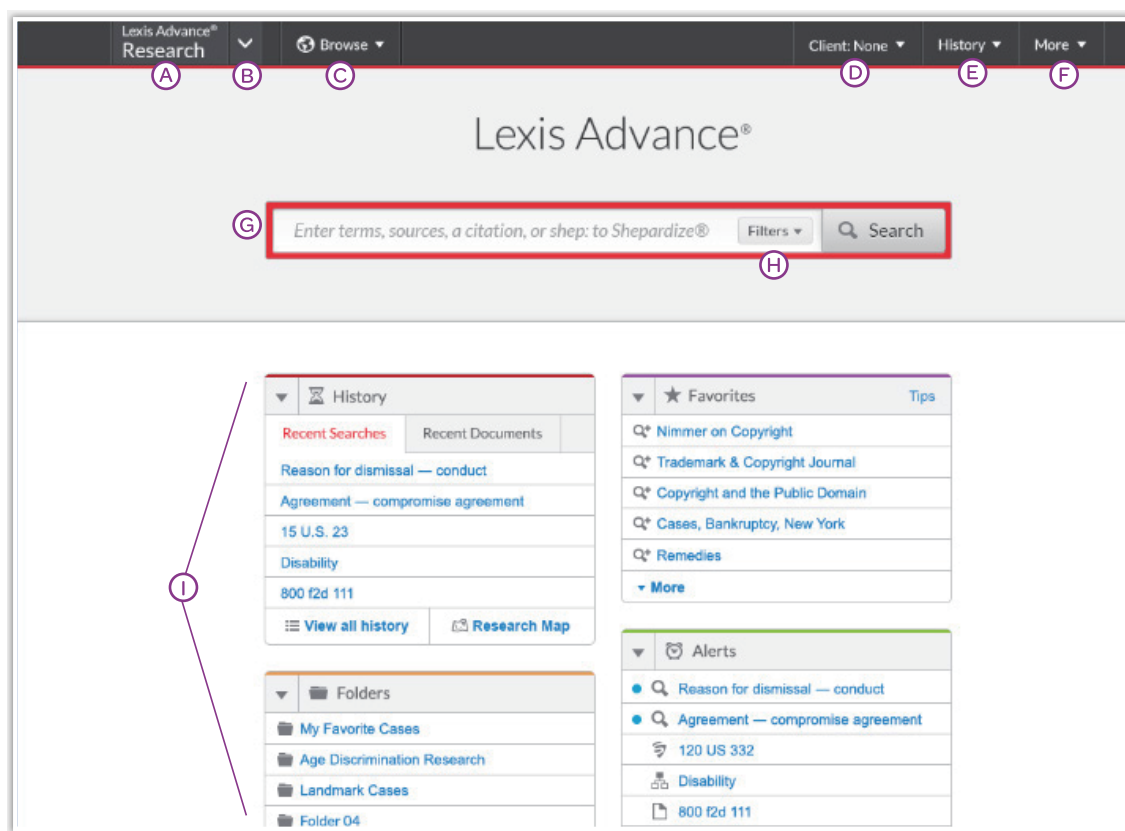 Lexis Advance®
Research
Browse
Client: None
History
More
A
B
C
D
E
F
Lexis Advance®
G
Enter terms, sources, a citation, or shep: to Shepardize®
Filters
Search
H
I
History
Recent Searches
Recent Documents
Reason for dismissal — conduct
Agreement — compromise agreement
15 U.S. 23
Disability
800 f2d 111
View all history
Research Map
Folders
My Favorite Cases
Age Discrimination Research
Landmark Cases
Folder 04
Favorites
Tips
Nimmer on Copyright
Trademark & Copyright Journal
Copyright and the Public Domain
Cases, Bankruptcy, New York
Remedies
More
Alerts
Reason for dismissal — conduct
Agreement — compromise agreement
120 US 332
Disability
800 f2d 111